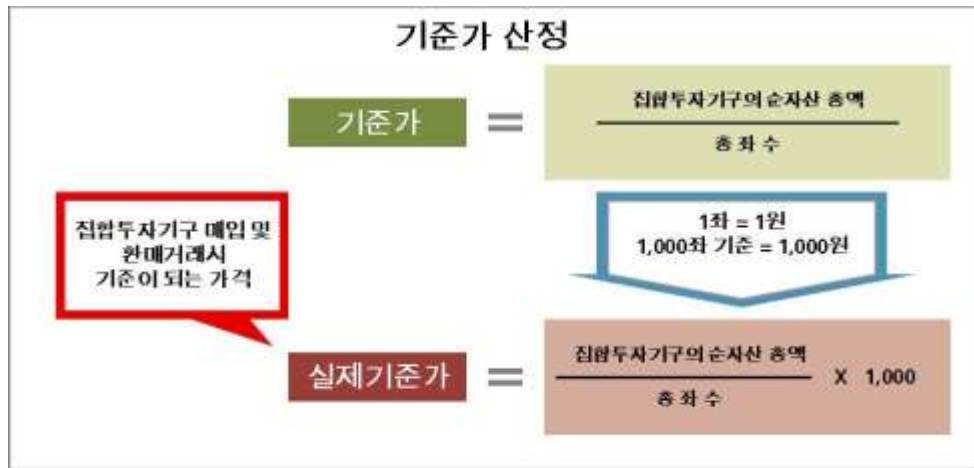 기준가 산정
기준가
=
집합투자기구의 순자산 총액
총 좌 수
집합투자기구 매입 및
환매거래시
기준이 되는 가격
1좌 = 1원
1,000좌 기준 = 1,000원
실제기준가
=
집합투자기구의 순자산 총액
총 좌 수
X 1,000